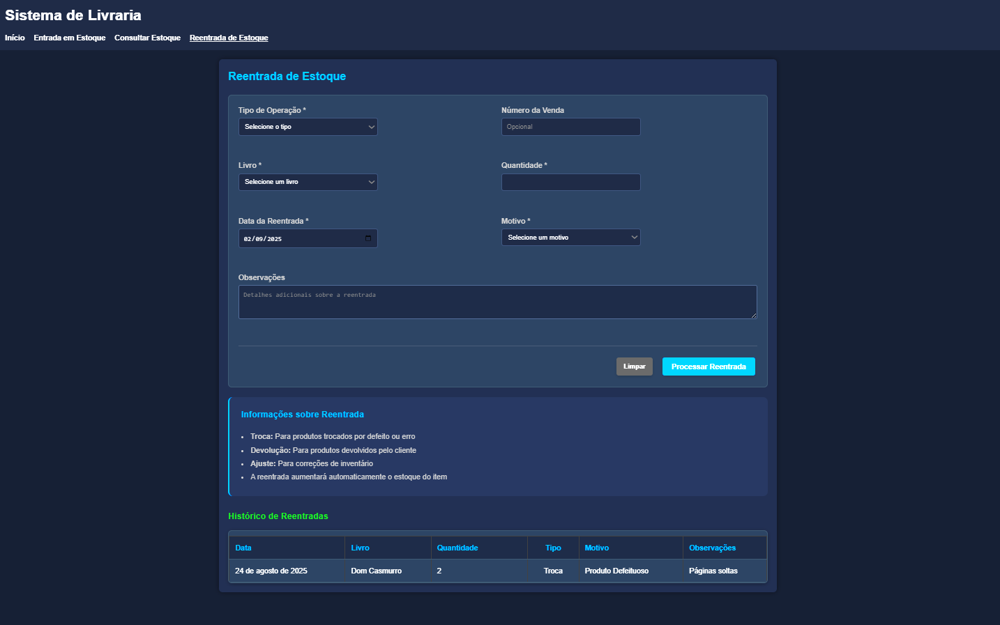 Sistema de Livraria
Início Entrada em Estoque Consultar Estoque Reentrada de Estoque
Reentrada de Estoque
Tipo de Operação * Número da Venda
Selecione o tipo Opcional
Livro * Quantidade *
Selecione um livro
Data da Reentrada * Motivo *
02/09/2025 Selecione um motivo
Observações
Detalhes adicionais sobre a reentrada
Limpar Processar Reentrada
Informações sobre Reentrada
• Troca: Para produtos trocados por defeito ou erro
• Devolução: Para produtos devolvidos pelo cliente
• Ajuste: Para correções de inventário
• A reentrada aumentará automaticamente o estoque do item
Histórico de Reentradas
Data Livro Quantidade Tipo Motivo Observações
24 de agosto de 2025 Dom Casmurro 2 Troca Produto Defeituoso Páginas soltas